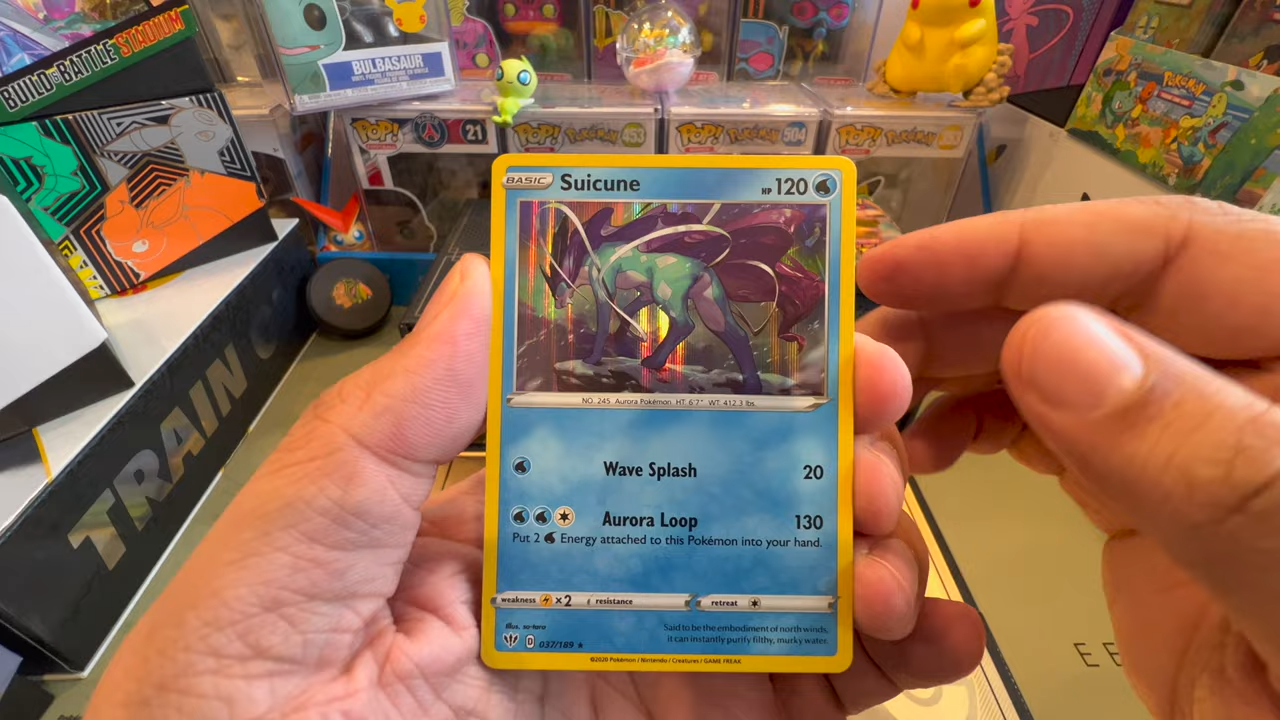 BUILD & BATTLE STADIUM
BULBASAUR
POP!
21
POP!
Pokémon
453
POP!
Pokémon
504
POP!
Pokémon
Pokémon
TRAIN
BASIC
Suicune
HP 120
NO. 245 Aurora Pokémon. HT: 6'7" WT: 412.3 lbs.
Wave Splash 20
Aurora Loop 130
Put 2 Energy attached to this Pokémon into your hand.
weakness ×2 resistance retreat
Illus. so-taro
Said to be the embodiment of north winds,
it can instantly purify filthy, murky water.
D 037/189 ★
©2020 Pokémon / Nintendo / Creatures / GAME FREAK
E E